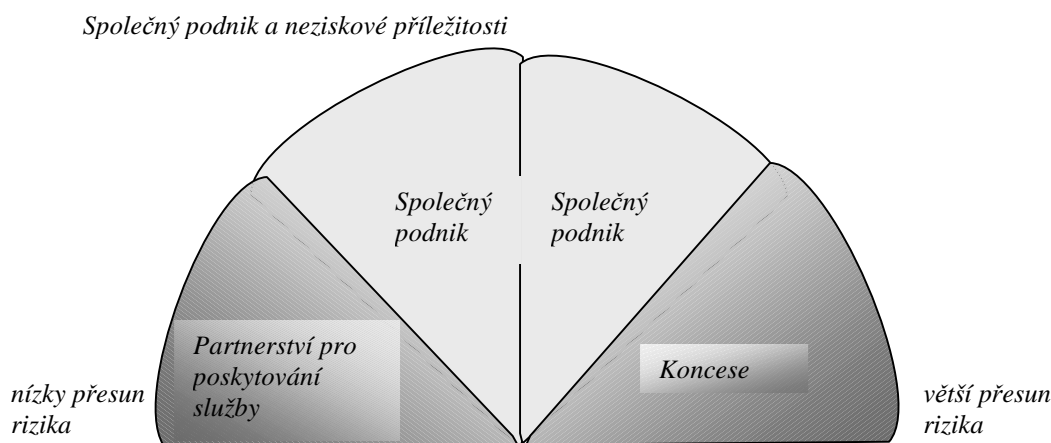 Společný podnik a neziskové příležitosti
Společný
podnik
Společný
podnik
Partnerství pro
poskytování
služby
Koncese
nízky přesun
rizika
větší přesun
rizika